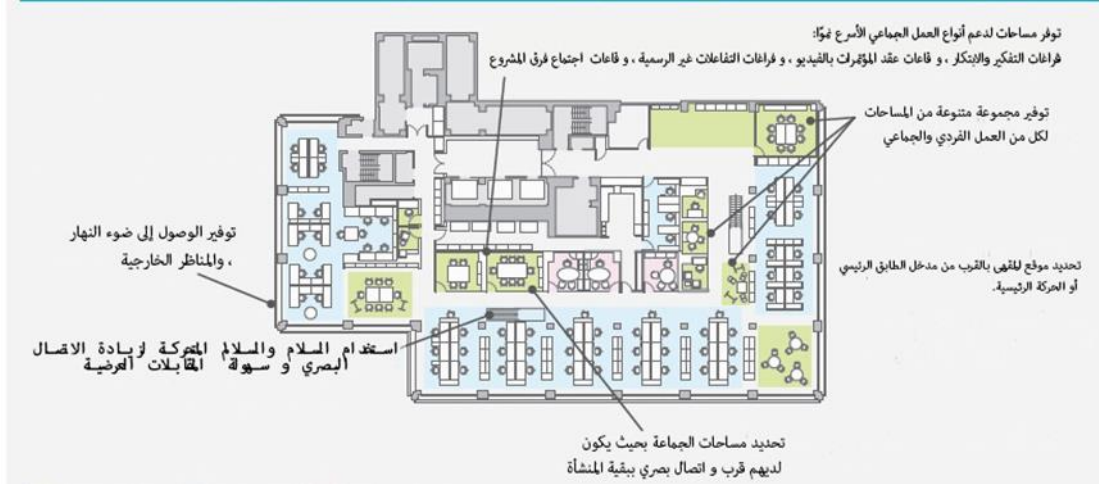 توفر مساحات لدعم أنواع العمل الجماعي الأسرع نموًا:
فراغات التفكير والابتكار ، و قاعات عقد المؤتمرات بالفيديو ، و فراغات التفاعلات غير الرسمية ، و قاعات اجتماع فرق المشروع
توفير مجموعة متنوعة من المساحات
لكل من العمل الفردي والجماعي
توفير الوصول إلى ضوء النهار
، والمناظر الخارجية
تحديد موقع للمقهى بالقرب من مدخل الطابق الرئيسي
أو الحركة الرئيسية.
استخدام السلام والسلالم المتحركة لزيادة الاتصال
البصري و سهولة المقابلات العرضية
تحديد مساحات الجماعة بحيث يكون
لديهم قرب و اتصال بصري ببقية المنشأة